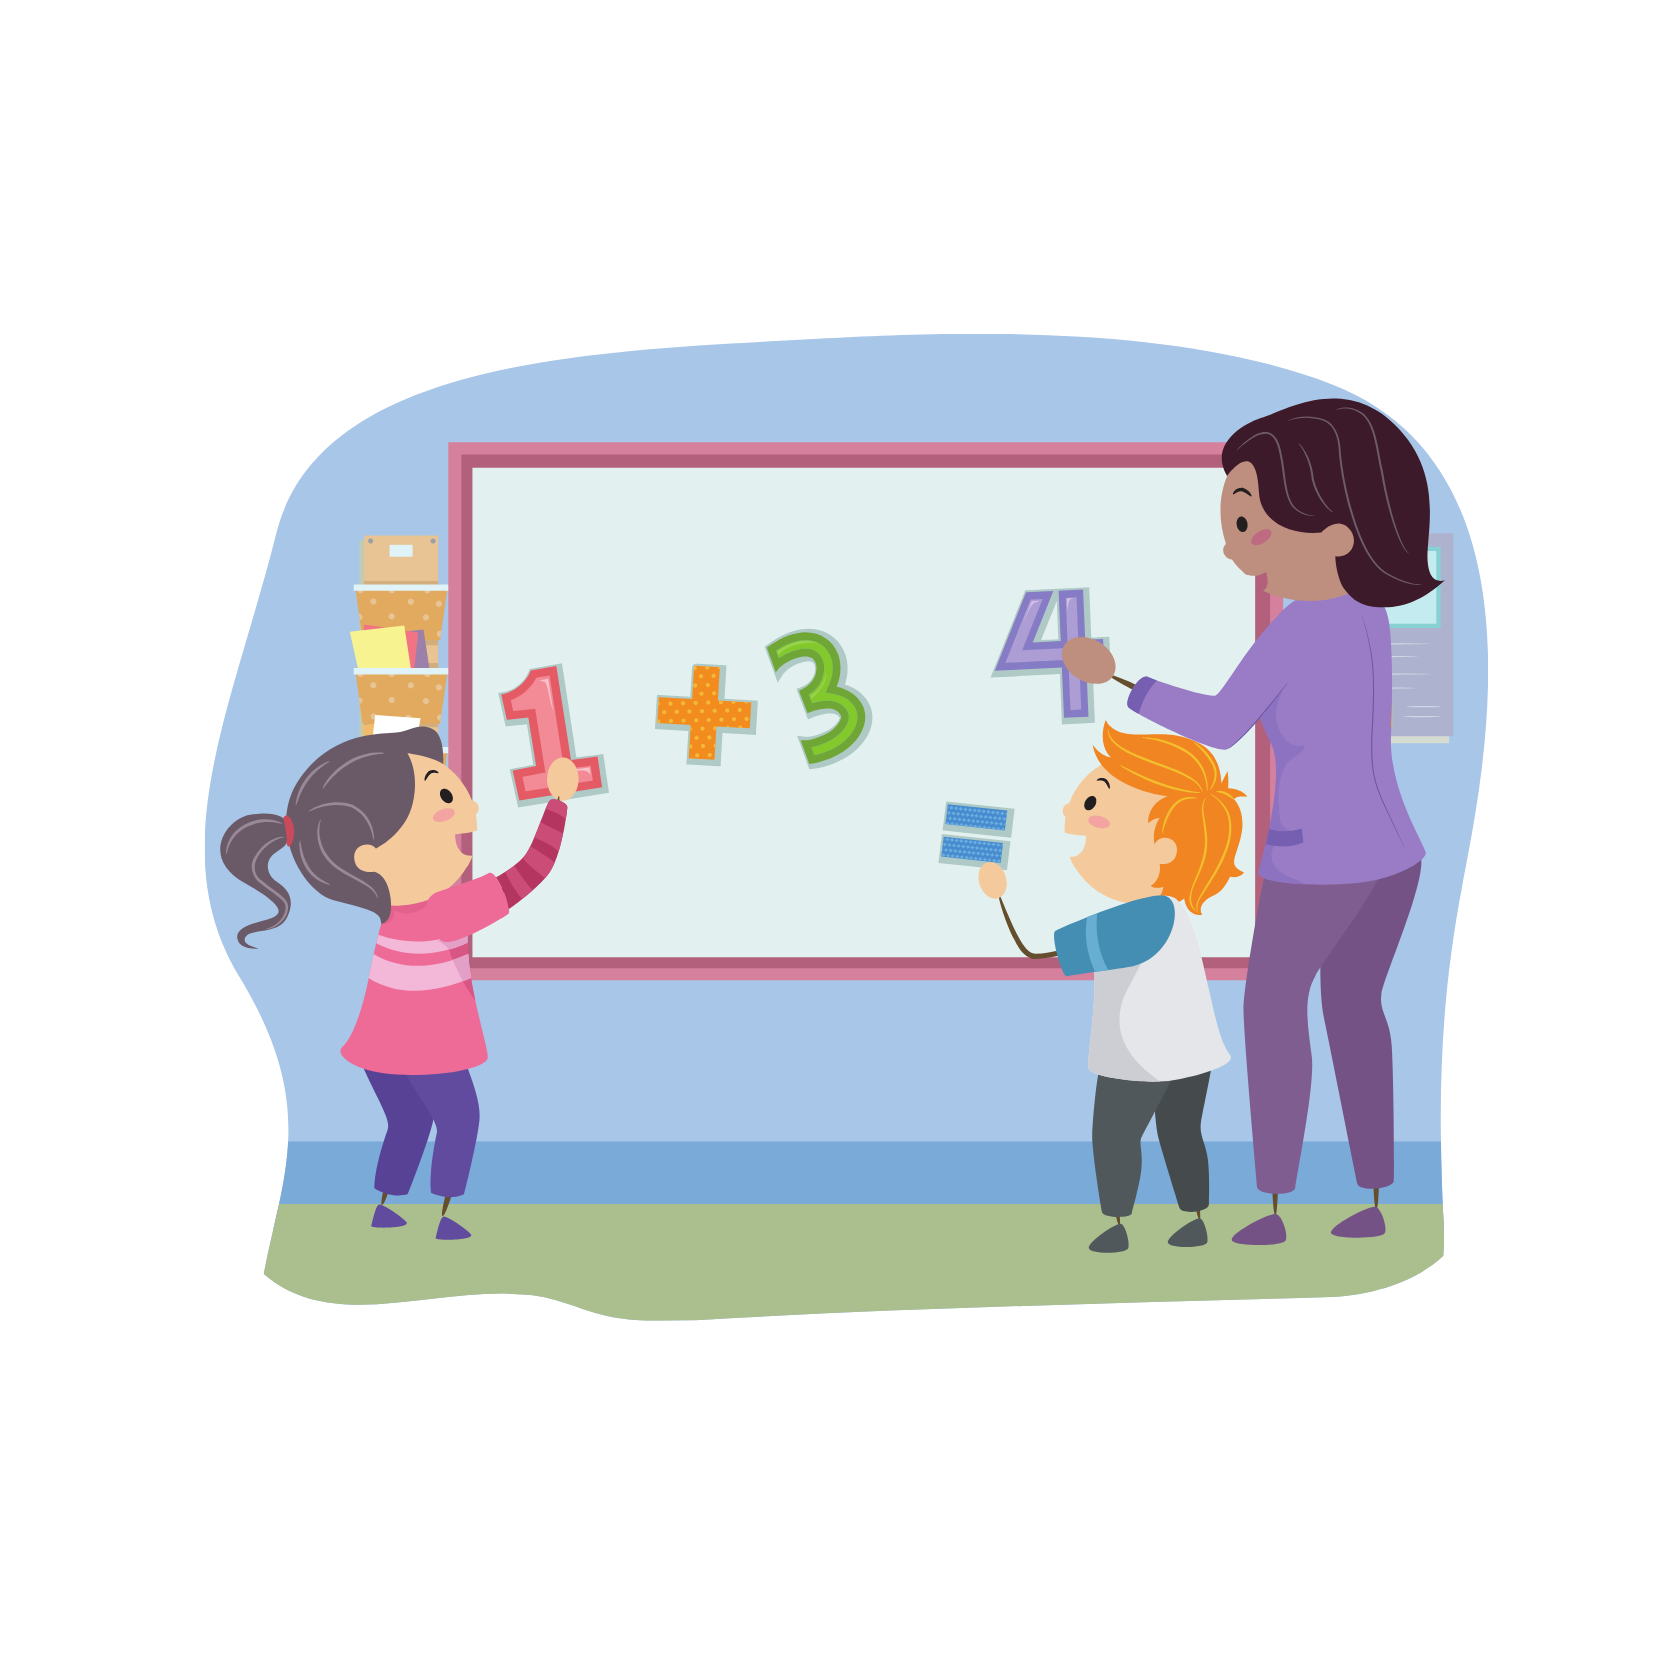 1 + 3 = 4